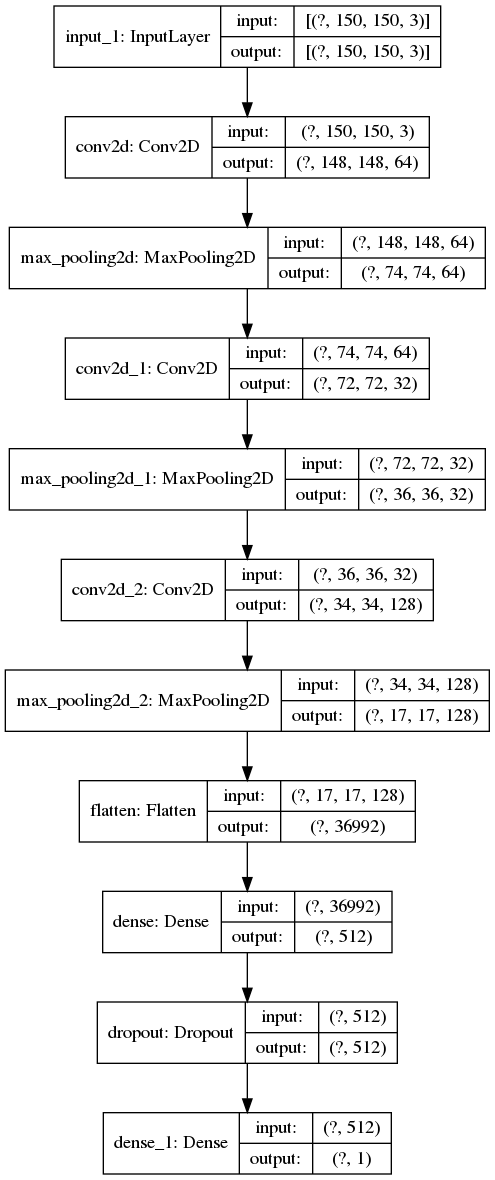 input_1: InputLayer
input: [(?, 150, 150, 3)]
output: [(?, 150, 150, 3)]
conv2d: Conv2D
input: (?, 150, 150, 3)
output: (?, 148, 148, 64)
max_pooling2d: MaxPooling2D
input: (?, 148, 148, 64)
output: (?, 74, 74, 64)
conv2d_1: Conv2D
input: (?, 74, 74, 64)
output: (?, 72, 72, 32)
max_pooling2d_1: MaxPooling2D
input: (?, 72, 72, 32)
output: (?, 36, 36, 32)
conv2d_2: Conv2D
input: (?, 36, 36, 32)
output: (?, 34, 34, 128)
max_pooling2d_2: MaxPooling2D
input: (?, 34, 34, 128)
output: (?, 17, 17, 128)
flatten: Flatten
input: (?, 17, 17, 128)
output: (?, 36992)
dense: Dense
input: (?, 36992)
output: (?, 512)
dropout: Dropout
input: (?, 512)
output: (?, 512)
dense_1: Dense
input: (?, 512)
output: (?, 1)